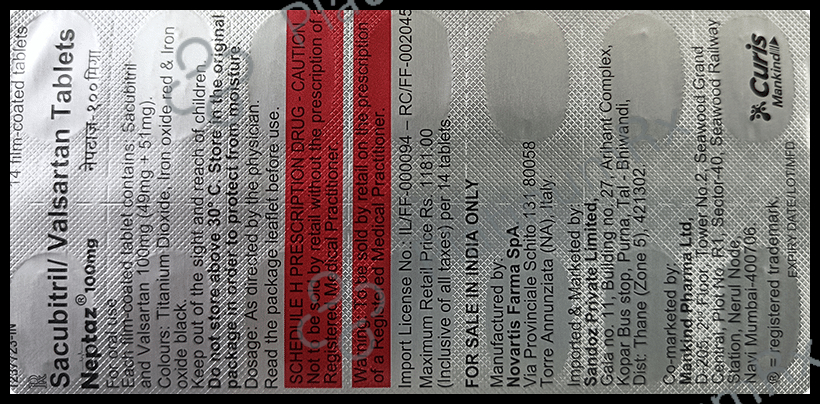 14 film-coated tablets
Sacubitril/ Valsartan Tablets
Neptaz® 100mg नेपटाज़- १०० मिग्रा
For oral use
Each film-coated tablet contains: Sacubitril
and Valsartan 100mg (49mg + 51mg).
Colours: Titanium Dioxide, Iron oxide red & Iron
oxide black.
Keep out of the sight and reach of children.
Do not store above 30° C. Store in the original
package in order to protect from moisture.
Dosage: As directed by the physician.
Read the package leaflet before use.
SCHEDULE H PRESCRIPTION DRUG - CAUTION
Not to be sold by retail without the prescription of a
Registered Medical Practitioner.
Warning: To be sold by retail on the prescription
of a Registered Medical Practitioner.
Import License No.: IL/FF-000094 – RC/FF-002045
Maximum Retail Price Rs. 1181.00
(Inclusive of all taxes) per 14 tablets.
FOR SALE IN INDIA ONLY
Manufactured by:
Novartis Farma SpA
Via Provinciale Schito 131 80058
Torre Annunziata (NA), Italy.
Imported & Marketed by
Sandoz Private Limited,
Gala no. 11, Building no. 27, Arihant Complex,
Kopar Bus stop, Purna, Tal - Bhiwandi,
Dist: Thane (Zone 5), 421302.
Co-marketed by:
Mankind Pharma Ltd,
Floor, Tower No.2, Seawood Grand
Central, Plot No. R-1, Sector-40, Seawood Railway
Station, Nerul Node,
Navi Mumbai-400706.
® = registered trademark.
EXPIRY DATE/LOT/MFD
Curis
Mankind